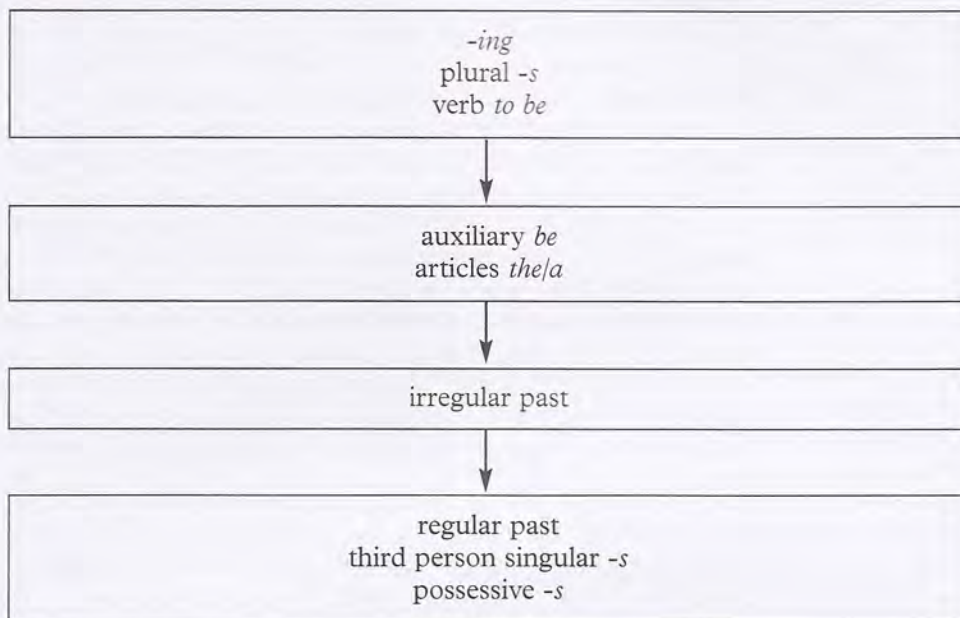 -ing
plural -s
verb to be
auxiliary be
articles the/a
irregular past
regular past
third person singular -s
possessive -s